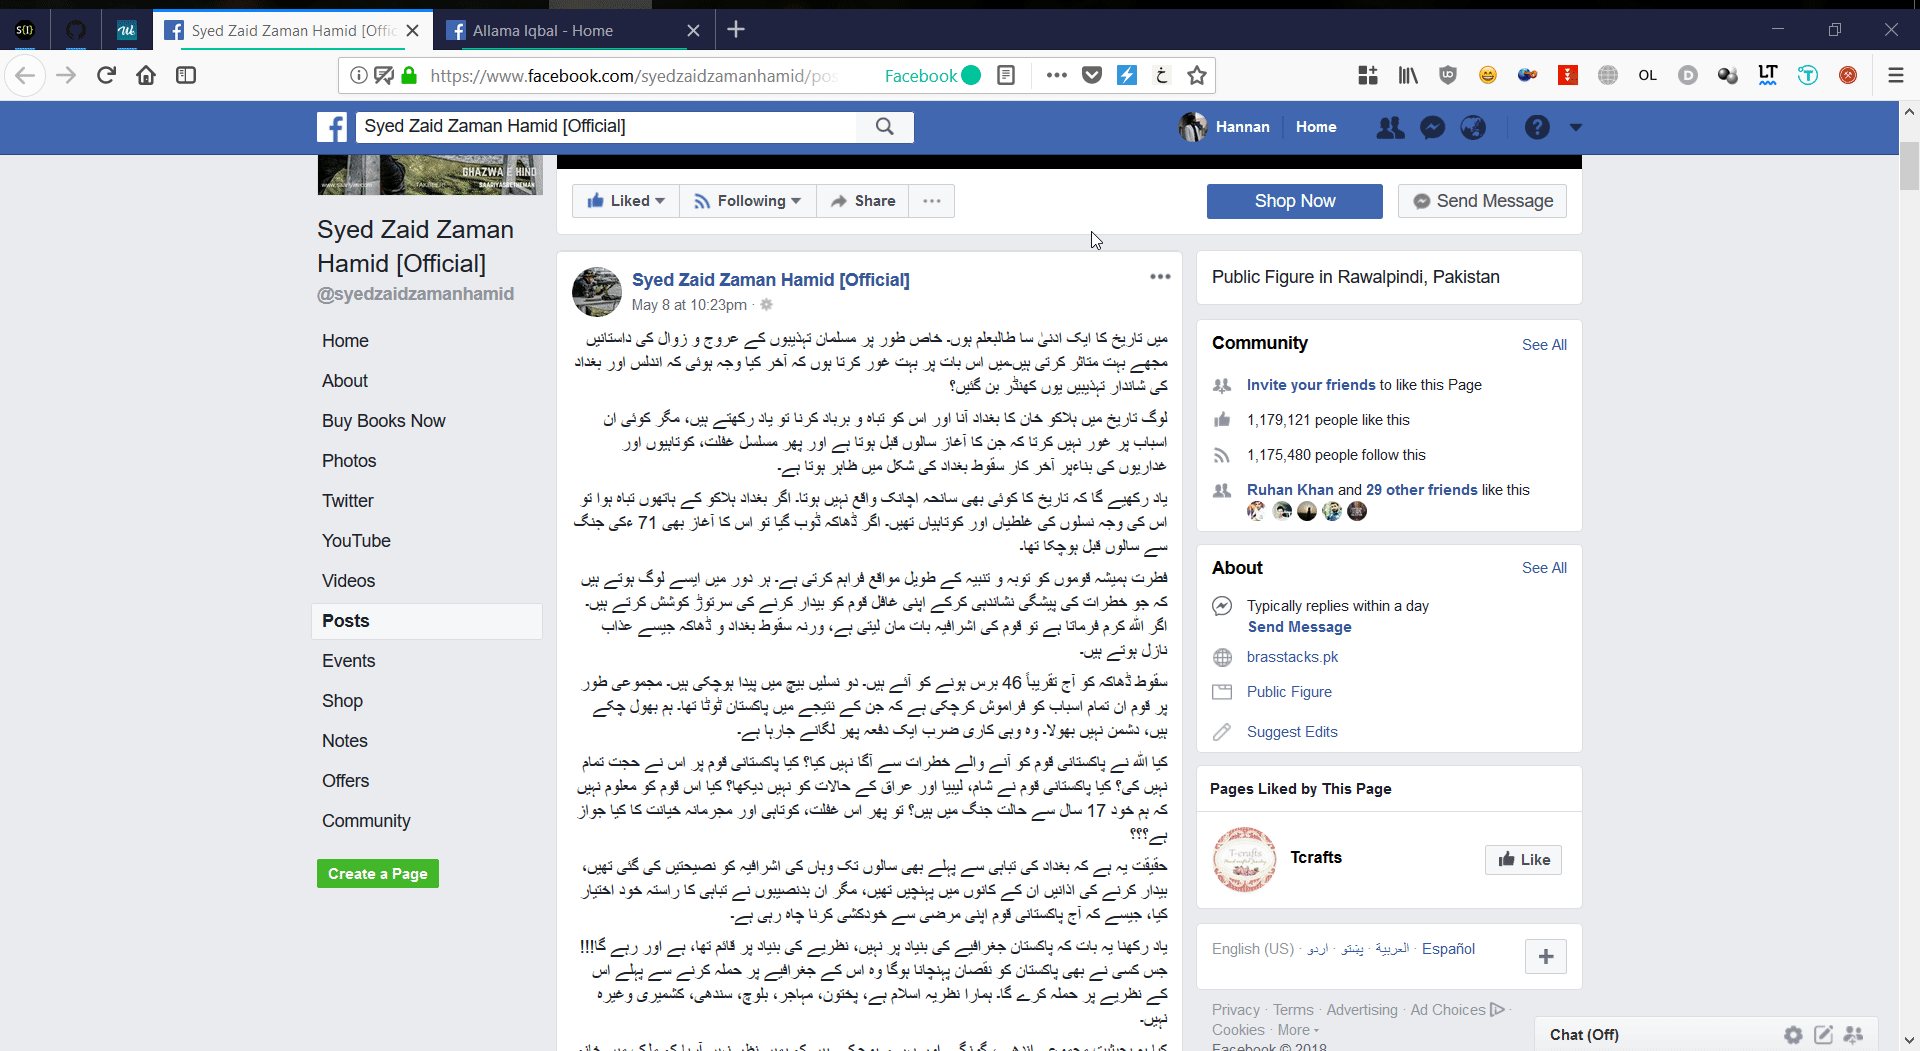 S{I}
Syed Zaid Zaman Hamid [Offic
Allama Iqbal - Home
https://www.facebook.com/syedzaidzamanhamid/pos
Facebook
خ
OL
D
LT
T
Syed Zaid Zaman Hamid [Official]
Hannan
Home
GHAZWA E HIND
Liked
Following
Share
Shop Now
Send Message
Syed Zaid Zaman
Hamid [Official]
@syedzaidzamanhamid
Home
About
Buy Books Now
Photos
Twitter
YouTube
Videos
Posts
Events
Shop
Notes
Offers
Community
Create a Page
Syed Zaid Zaman Hamid [Official]
May 8 at 10:23pm ·
میں تاریخ کا ایک ادنیٰ سا طالبعلم ہوں۔ خاص طور پر مسلمان تہذیبوں کے عروج و زوال کی داستانیں
مجھے بہت متاثر کرتی ہیں۔میں اس بات پر بہت غور کرتا ہوں کہ آخر کیا وجہ ہوئی کہ اندلس اور بغداد
کی شاندار تہذیبیں یوں کھنڈر بن گئیں؟
لوگ تاریخ میں ہلاکو خان کا بغداد آنا اور اس کو تباہ و برباد کرنا تو یاد رکھتے ہیں، مگر کوئی ان
اسباب پر غور نہیں کرتا کہ جن کا آغاز سالوں قبل ہوتا ہے اور پھر مسلسل غفلت، کوتاہیوں اور
غداریوں کی بناءپر آخر کار سقوط بغداد کی شکل میں ظاہر ہوتا ہے۔
یاد رکھیے گا کہ تاریخ کا کوئی بھی سانحہ اچانک واقع نہیں ہوتا۔ اگر بغداد ہلاکو کے ہاتھوں تباہ ہوا تو
اس کی وجہ نسلوں کی غلطیاں اور کوتاہیاں تھیں۔ اگر ڈھاکہ ڈوب گیا تو اس کا آغاز بھی 71 ءکی جنگ
سے سالوں قبل ہوچکا تھا۔
فطرت ہمیشہ قوموں کو توبہ و تنبیہ کے طویل مواقع فراہم کرتی ہے۔ ہر دور میں ایسے لوگ ہوتے ہیں
کہ جو خطرات کی پیشگی نشاندہی کرکے اپنی غافل قوم کو بیدار کرنے کی سرتوڑ کوشش کرتے ہیں۔
اگر اللہ کرم فرماتا ہے تو قوم کی اشرافیہ بات مان لیتی ہے، ورنہ سقوط بغداد و ڈھاکہ جیسے عذاب
نازل ہوتے ہیں۔
سقوط ڈھاکہ کو آج تقریباً 46 برس ہونے کو آئے ہیں۔ دو نسلیں بیچ میں پیدا ہوچکی ہیں۔ مجموعی طور
پر قوم ان تمام اسباب کو فراموش کرچکی ہے کہ جن کے نتیجے میں پاکستان ٹوٹا تھا۔ ہم بھول چکے
ہیں، دشمن نہیں بھولا۔ وہ وہی کاری ضرب ایک دفعہ پھر لگانے جارہا ہے۔
کیا اللہ نے پاکستانی قوم کو آنے والے خطرات سے آگا نہیں کیا؟ کیا پاکستانی قوم پر اس نے حجت تمام
نہیں کی؟ کیا پاکستانی قوم نے شام، لیبیا اور عراق کے حالات کو نہیں دیکھا؟ کیا اس قوم کو معلوم نہیں
کہ ہم خود 17 سال سے حالت جنگ میں ہیں؟ تو پھر اس غفلت، کوتاہی اور مجرمانہ خیانت کا کیا جواز
ہے؟؟؟
حقیقت یہ ہے کہ بغداد کی تباہی سے پہلے بھی سالوں تک وہاں کی اشرافیہ کو نصیحتیں کی گئی تھیں،
بیدار کرنے کی اذانیں ان کے کانوں میں پہنچیں تھیں، مگر ان بدنصیبوں نے تباہی کا راستہ خود اختیار
کیا، جیسے کہ آج پاکستانی قوم اپنی مرضی سے خودکشی کرنا چاہ رہی ہے۔
یاد رکھنا یہ بات کہ پاکستان جغرافیے کی بنیاد پر نہیں، نظریے کی بنیاد پر قائم تھا، ہے اور رہے گا!!!
جس کسی نے بھی پاکستان کو نقصان پہنچانا ہوگا وہ اس کے جغرافیے پر حملہ کرنے سے پہلے اس
کے نظریے پر حملہ کرے گا۔ ہمارا نظریہ اسلام ہے، پختون، مہاجر، بلوچ، سندھی، کشمیری وغیرہ
نہیں۔
Public Figure in Rawalpindi, Pakistan
Community
See All
Invite your friends to like this Page
1,179,121 people like this
1,175,480 people follow this
Ruhan Khan and 29 other friends like this
About
See All
Typically replies within a day
Send Message
brasstacks.pk
Public Figure
Suggest Edits
Pages Liked by This Page
Tcrafts
Like
English (US) · اردو · پښتو · العربية · Español
Privacy · Terms · Advertising · Ad Choices ·
Cookies · More
Facebook © 2018
Chat (Off)